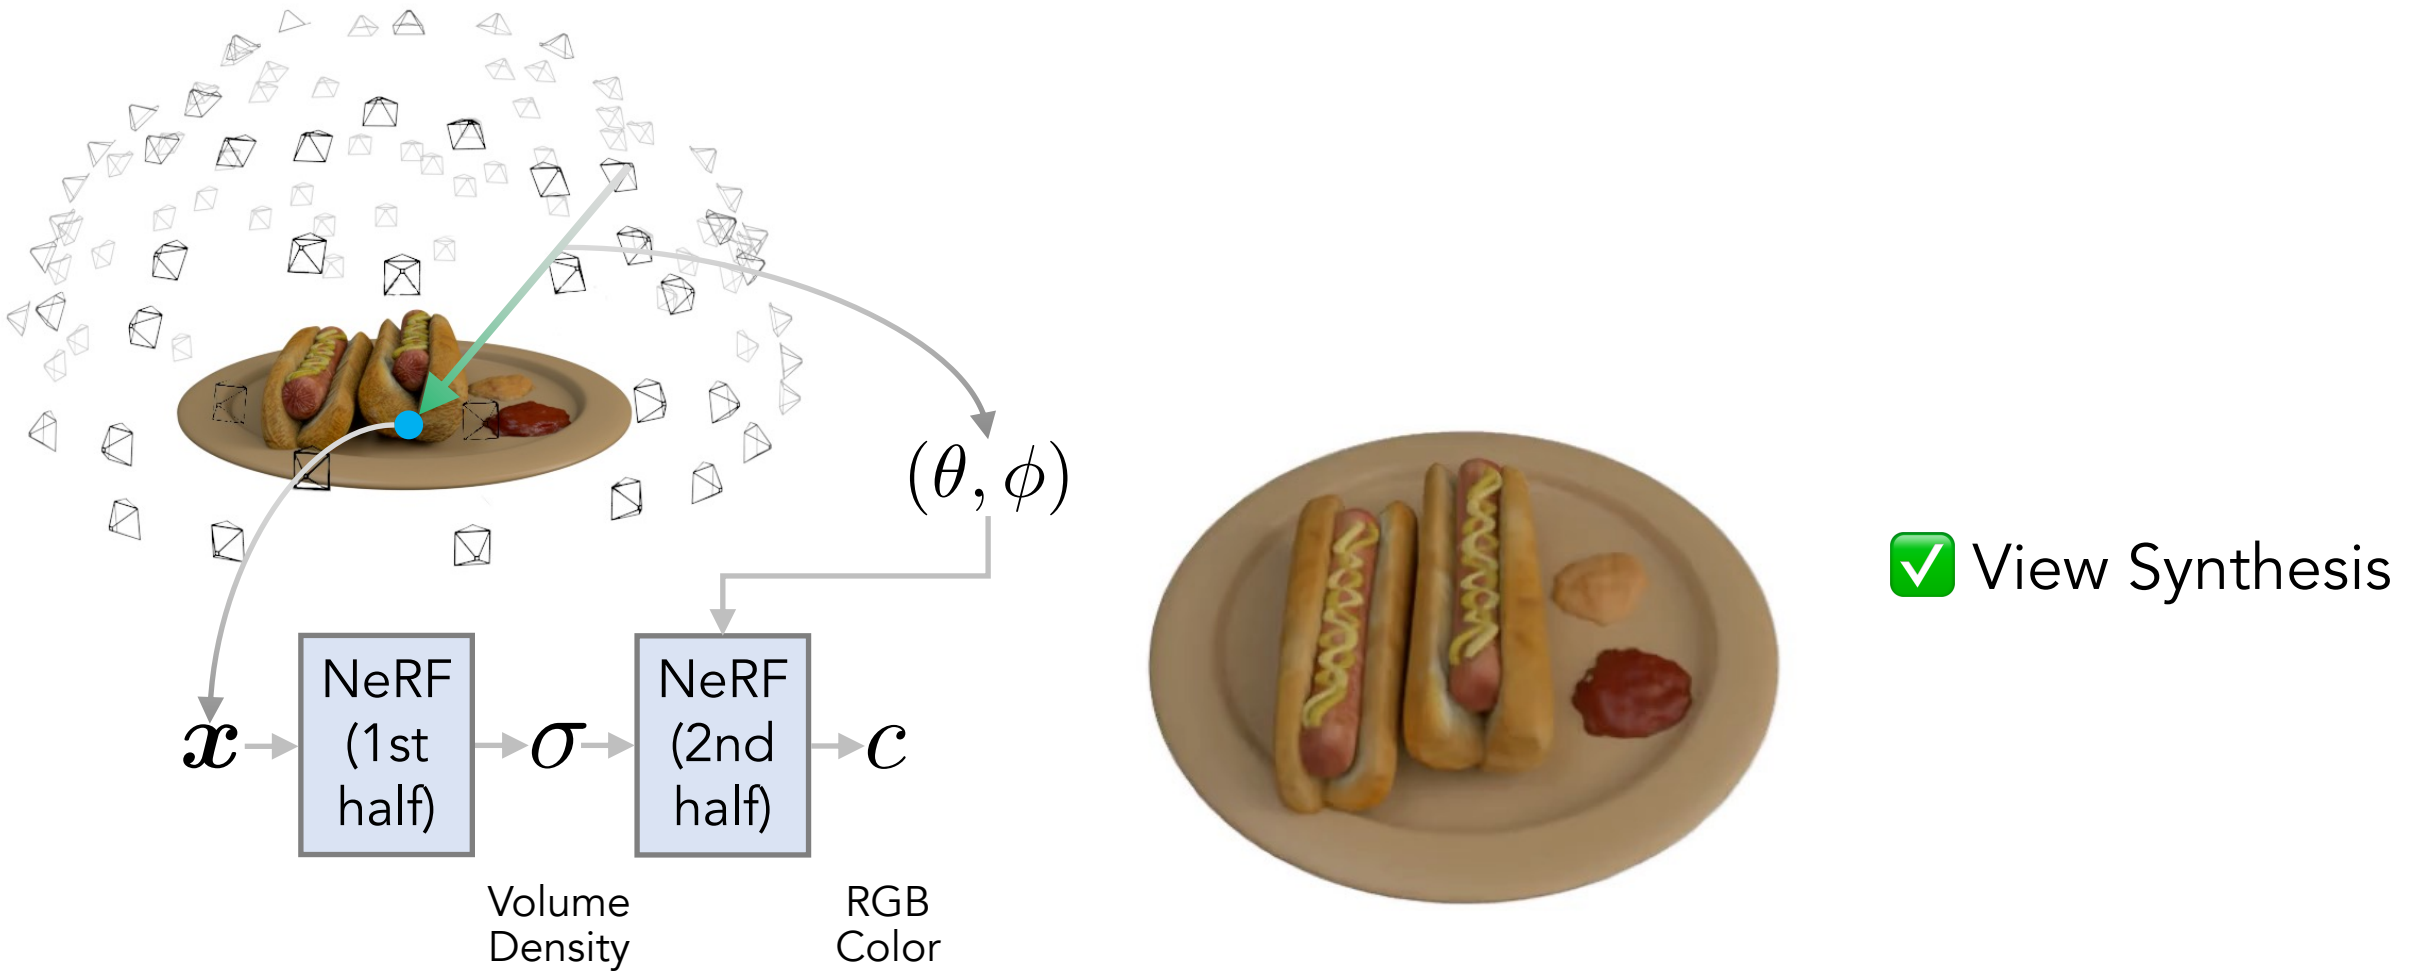 (θ, ϕ)
✅ View Synthesis
x
NeRF
(1st
half)
σ
NeRF
(2nd
half)
c
Volume
Density
RGB
Color